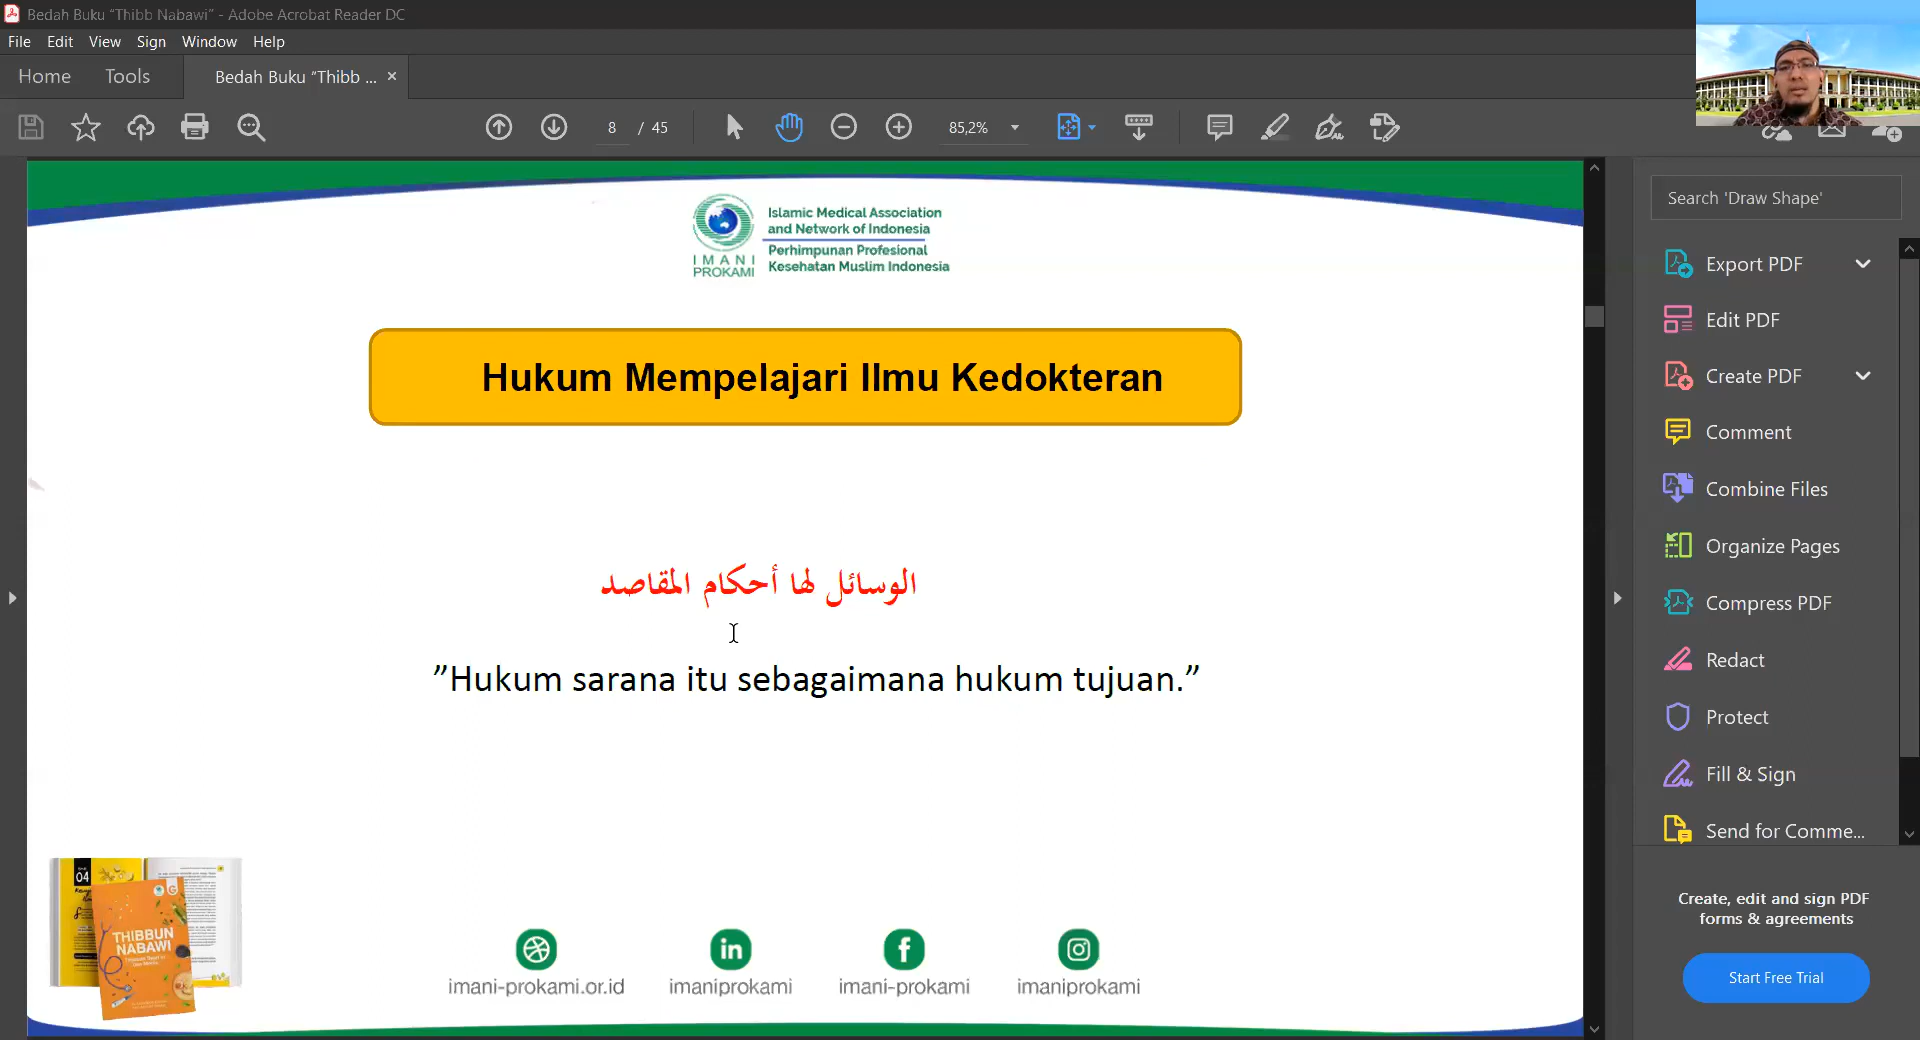 Bedah Buku “Thibb Nabawi” - Adobe Acrobat Reader DC
File Edit View Sign Window Help
Home Tools Bedah Buku “Thibb ... ×
8 / 45 85,2%
Islamic Medical Association
and Network of Indonesia
Perhimpunan Profesional
Kesehatan Muslim Indonesia
IMANI
PROKAMI
Hukum Mempelajari Ilmu Kedokteran
الوسائل لها أحكام المقاصد
”Hukum sarana itu sebagaimana hukum tujuan.”
04
THIBBUN
NABAWI
imani-prokami.or.id
imaniprokami
imani-prokami
imaniprokami
Search 'Draw Shape'
Export PDF
Edit PDF
Create PDF
Comment
Combine Files
Organize Pages
Compress PDF
Redact
Protect
Fill & Sign
Send for Comme...
Create, edit and sign PDF
forms & agreements
Start Free Trial